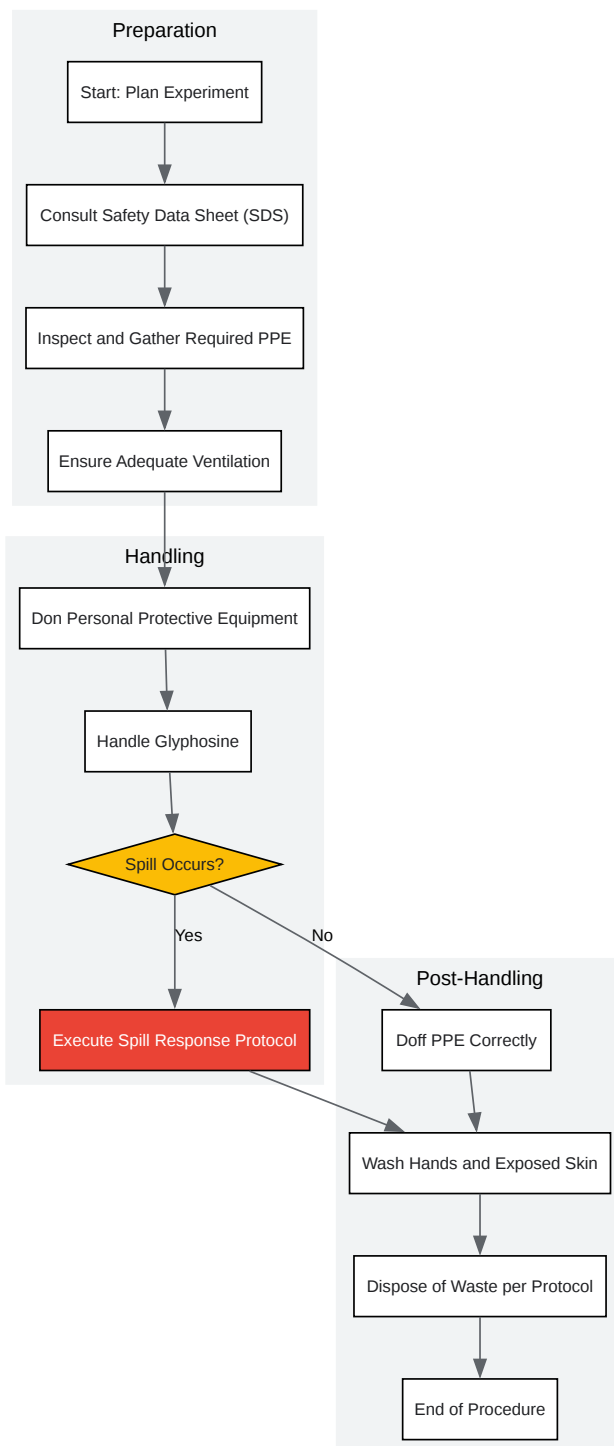 Preparation
Start: Plan Experiment
Consult Safety Data Sheet (SDS)
Inspect and Gather Required PPE
Ensure Adequate Ventilation
Handling
Don Personal Protective Equipment
Handle Glyphosine
Spill Occurs?
Yes
No
Execute Spill Response Protocol
Post-Handling
Doff PPE Correctly
Wash Hands and Exposed Skin
Dispose of Waste per Protocol
End of Procedure